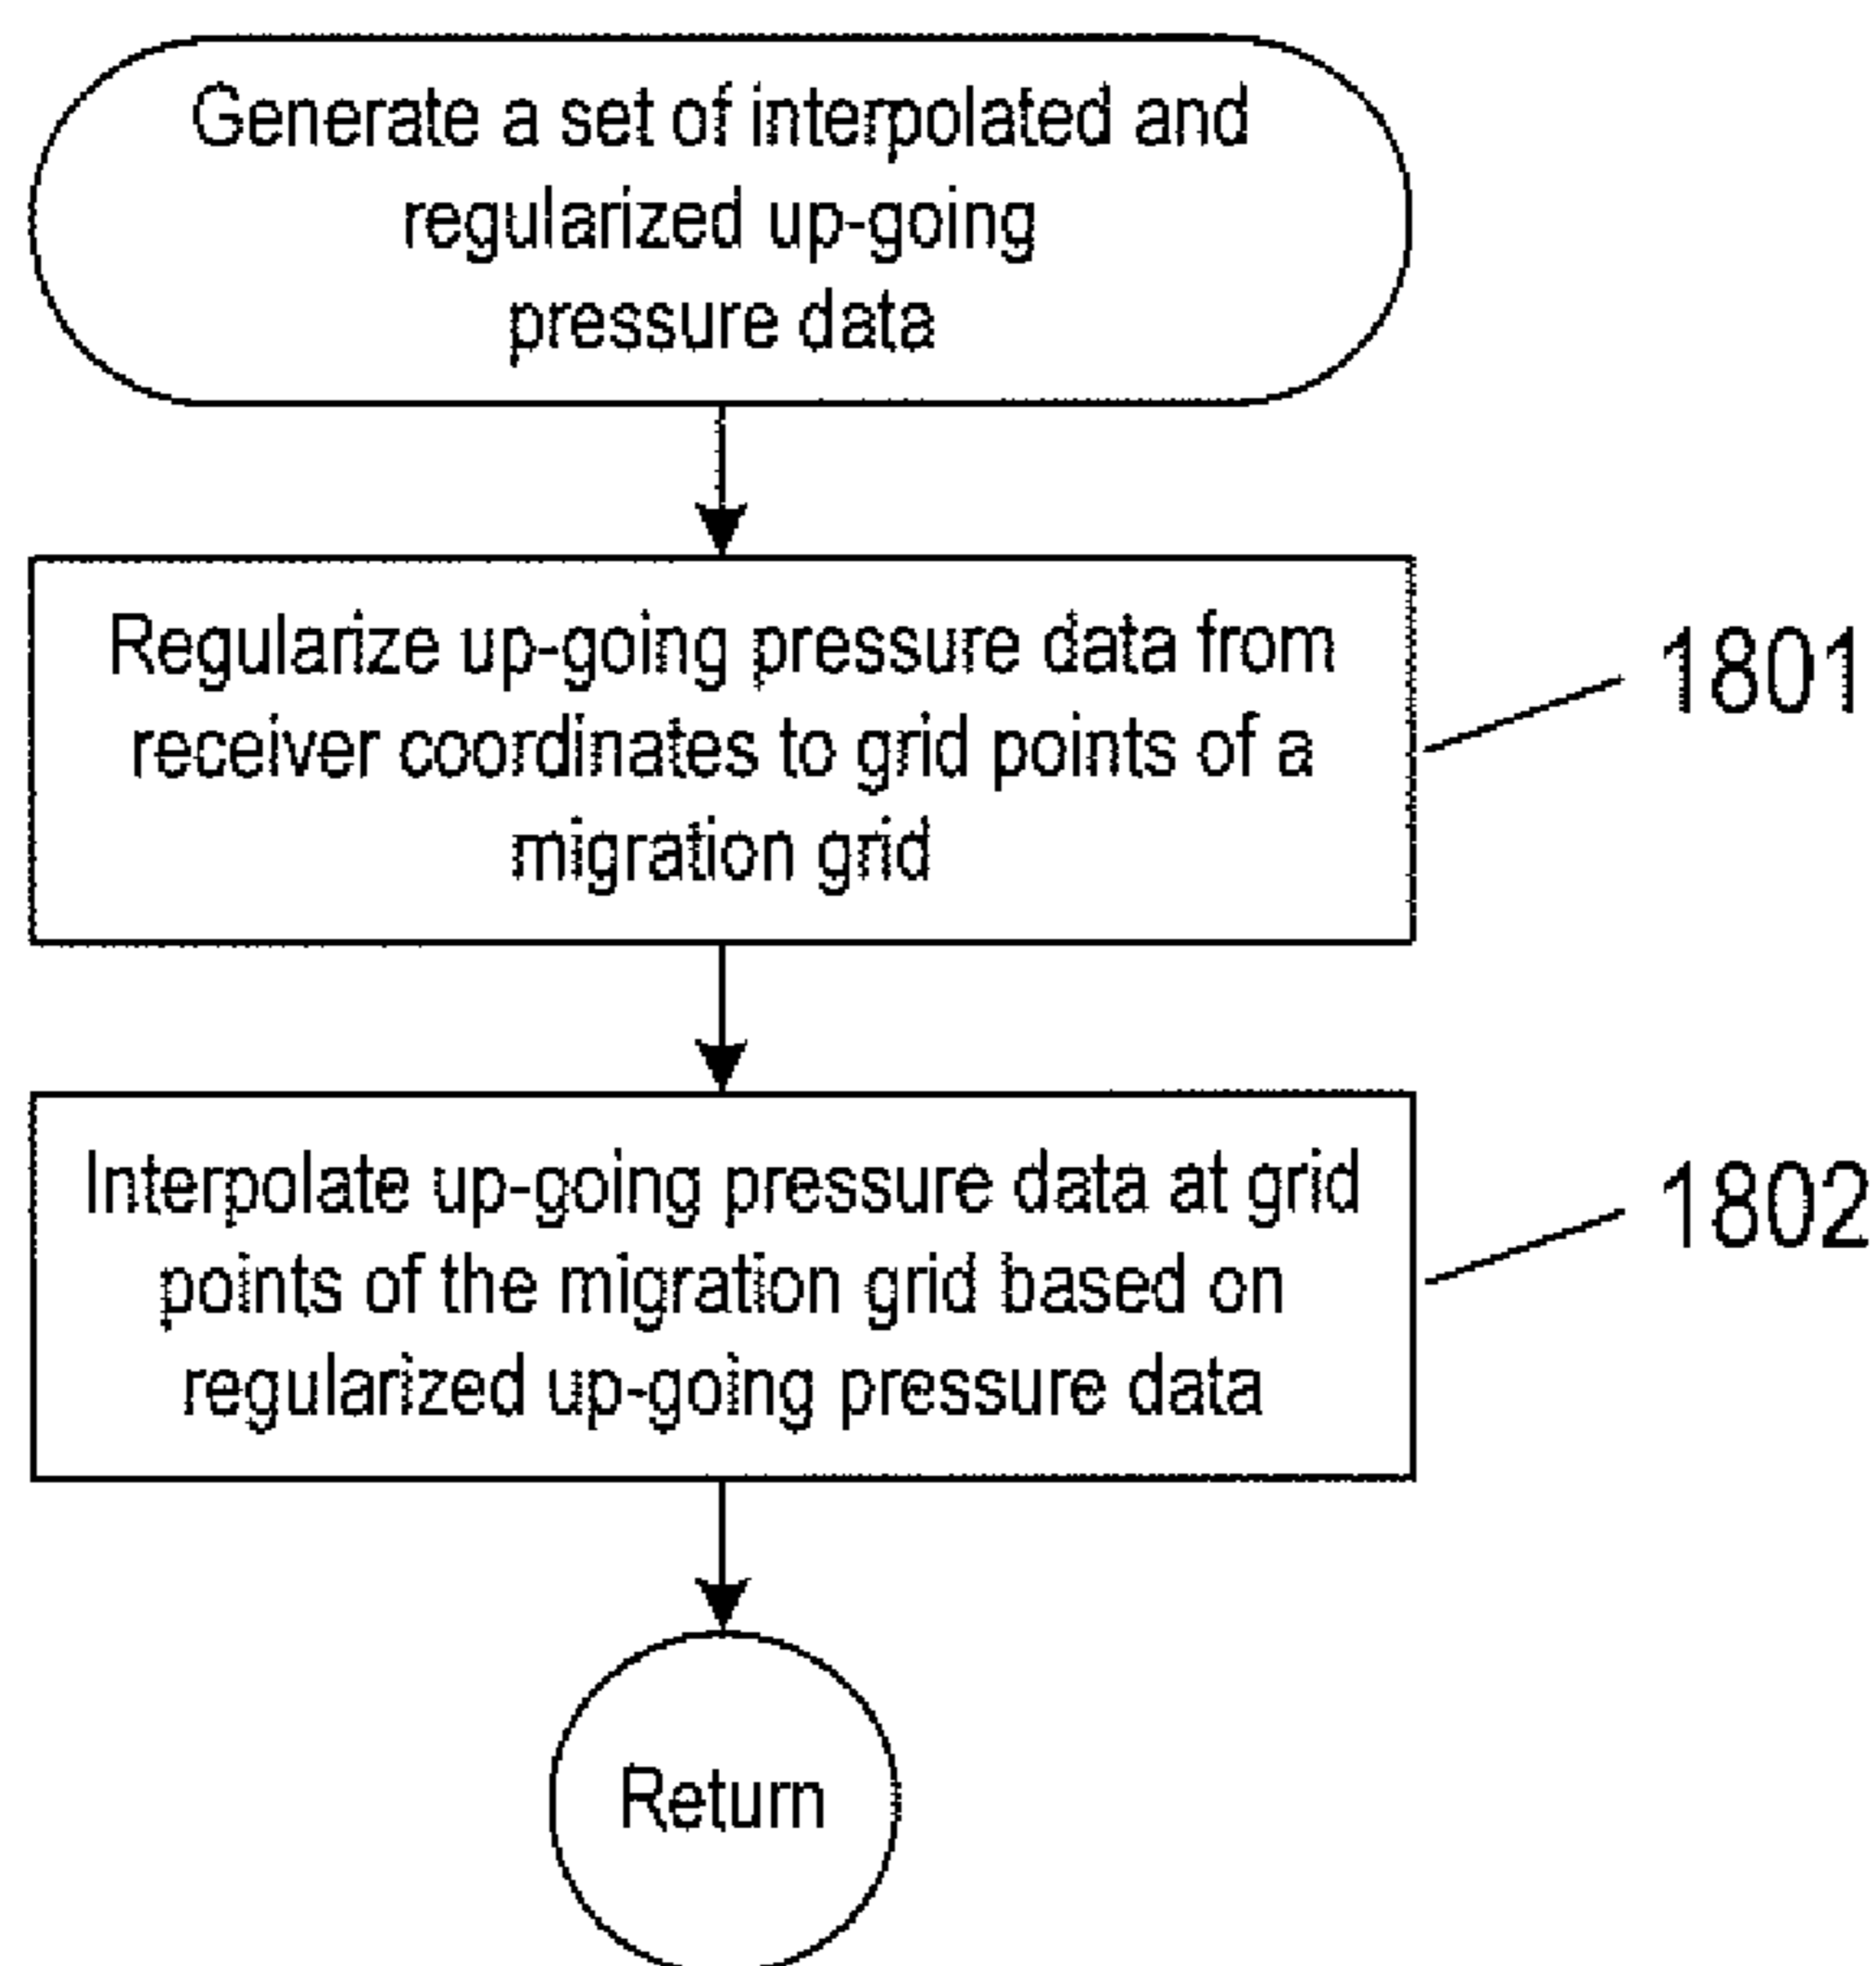 Generate a set of interpolated and
regularized up-going
pressure data
Regularize up-going pressure data from
receiver coordinates to grid points of a
migration grid
1801
Interpolate up-going pressure data at grid
points of the migration grid based on
regularized up-going pressure data
1802
Return